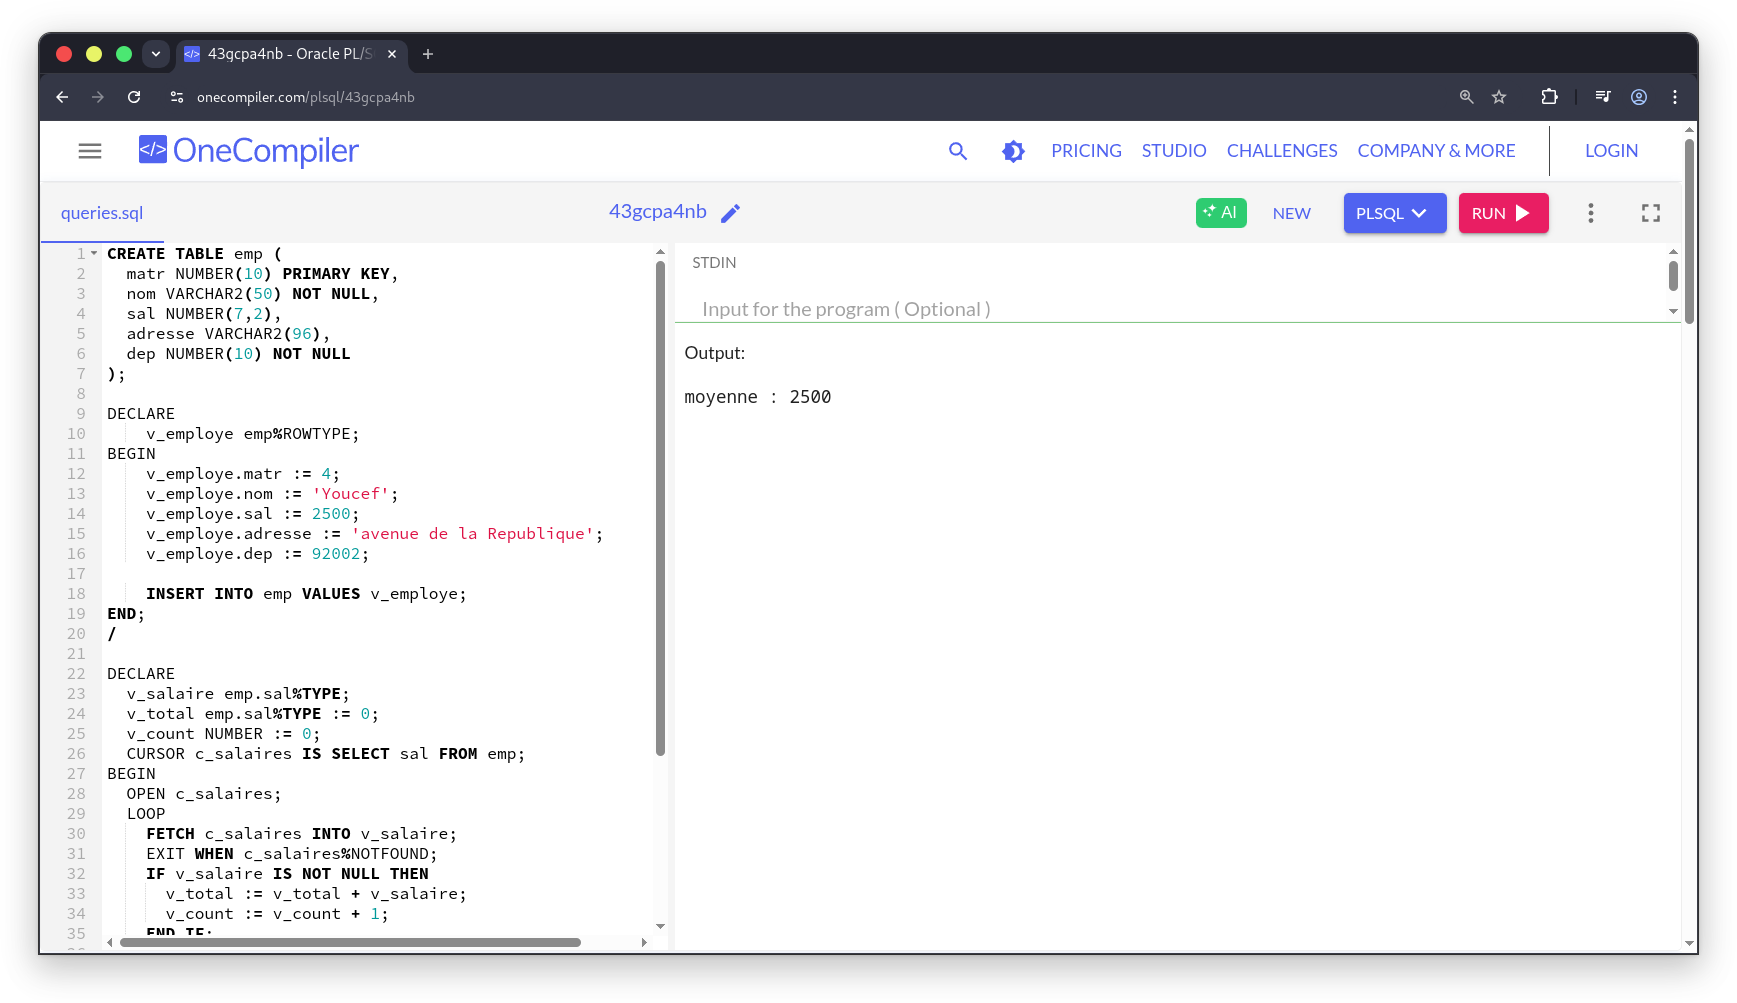 43gcpa4nb - Oracle PL/S
onecompiler.com/plsql/43gcpa4nb
</> OneCompiler
PRICING STUDIO CHALLENGES COMPANY & MORE LOGIN
queries.sql 43gcpa4nb AI NEW PLSQL RUN
1 CREATE TABLE emp (
2 matr NUMBER(10) PRIMARY KEY,
3 nom VARCHAR2(50) NOT NULL,
4 sal NUMBER(7,2),
5 adresse VARCHAR2(96),
6 dep NUMBER(10) NOT NULL
7 );
8
9 DECLARE
10 v_employe emp%ROWTYPE;
11 BEGIN
12 v_employe.matr := 4;
13 v_employe.nom := 'Youcef';
14 v_employe.sal := 2500;
15 v_employe.adresse := 'avenue de la Republique';
16 v_employe.dep := 92002;
17
18 INSERT INTO emp VALUES v_employe;
19 END;
20 /
21
22 DECLARE
23 v_salaire emp.sal%TYPE;
24 v_total emp.sal%TYPE := 0;
25 v_count NUMBER := 0;
26 CURSOR c_salaires IS SELECT sal FROM emp;
27 BEGIN
28 OPEN c_salaires;
29 LOOP
30 FETCH c_salaires INTO v_salaire;
31 EXIT WHEN c_salaires%NOTFOUND;
32 IF v_salaire IS NOT NULL THEN
33 v_total := v_total + v_salaire;
34 v_count := v_count + 1;
35 END IF;
STDIN
Input for the program ( Optional )
Output:
moyenne : 2500